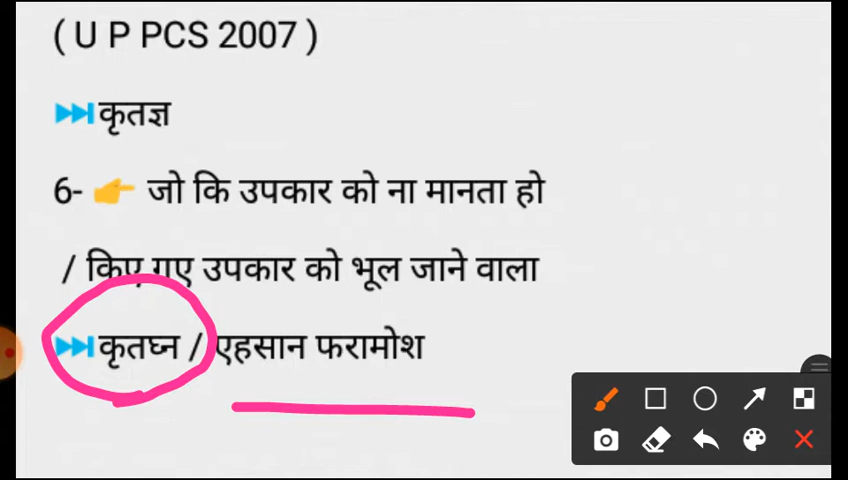 ( U P PCS 2007 )
⏭कृतज्ञ
6- 👉 जो कि उपकार को ना मानता हो
/ किए गए उपकार को भूल जाने वाला
⏭कृतघ्न / एहसान फरामोश